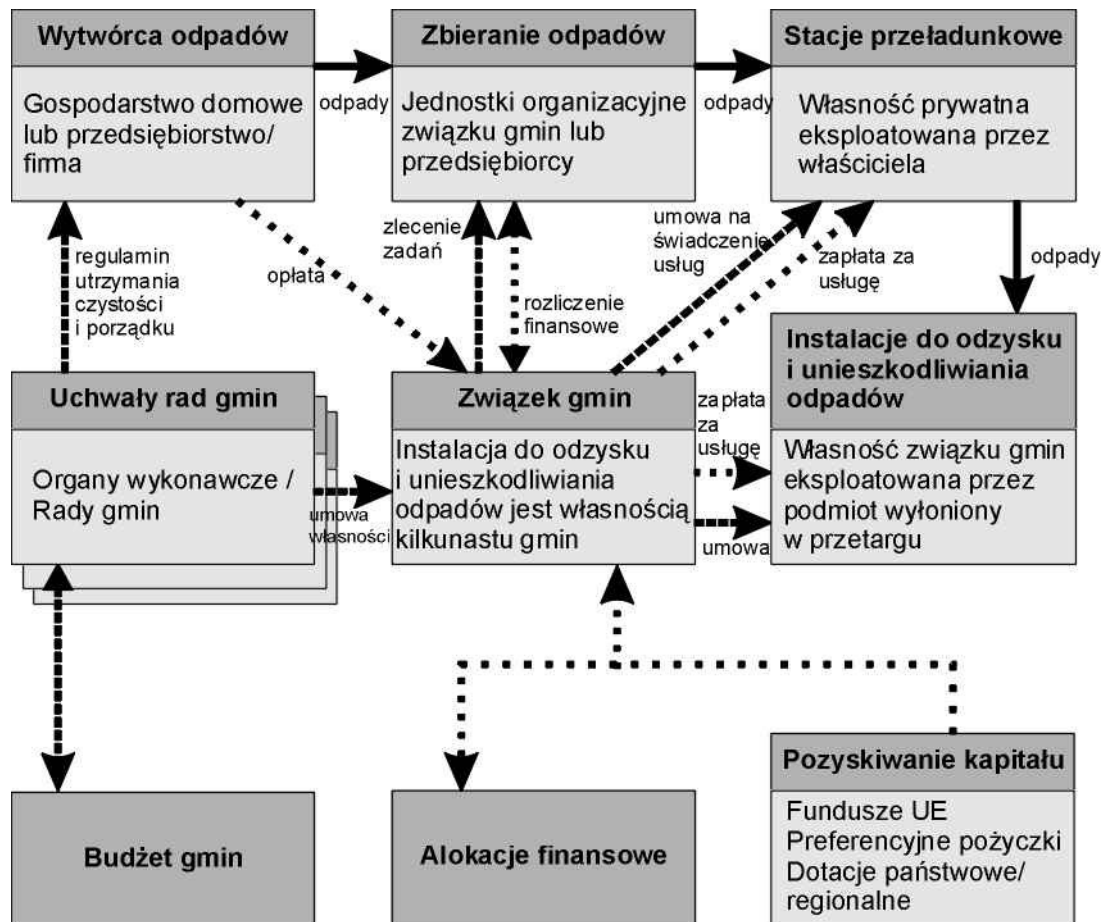 Wytwórca odpadów
Gospodarstwo domowe
lub przedsiębiorstwo/
firma
odpady
Zbieranie odpadów
Jednostki organizacyjne
związku gmin lub
przedsiębiorcy
odpady
Stacje przeładunkowe
Własność prywatna
eksploatowana przez
właściciela
regulamin
utrzymania
czystości
i porządku
opłata
zlecenie
zadań
rozliczenie
finansowe
umowa na
świadczenie
usług
zapłata za
usługę
odpady
Uchwały rad gmin
Organy wykonawcze /
Rady gmin
umowa
własności
Związek gmin
Instalacja do odzysku
i unieszkodliwiania
odpadów jest własnością
kilkunastu gmin
zapłata
za
usługę
umowa
Instalacje do odzysku
i unieszkodliwiania
odpadów
Własność związku gmin
eksploatowana przez
podmiot wyłoniony
w przetargu
Budżet gmin
Alokacje finansowe
Pozyskiwanie kapitału
Fundusze UE
Preferencyjne pożyczki
Dotacje państwowe/
regionalne